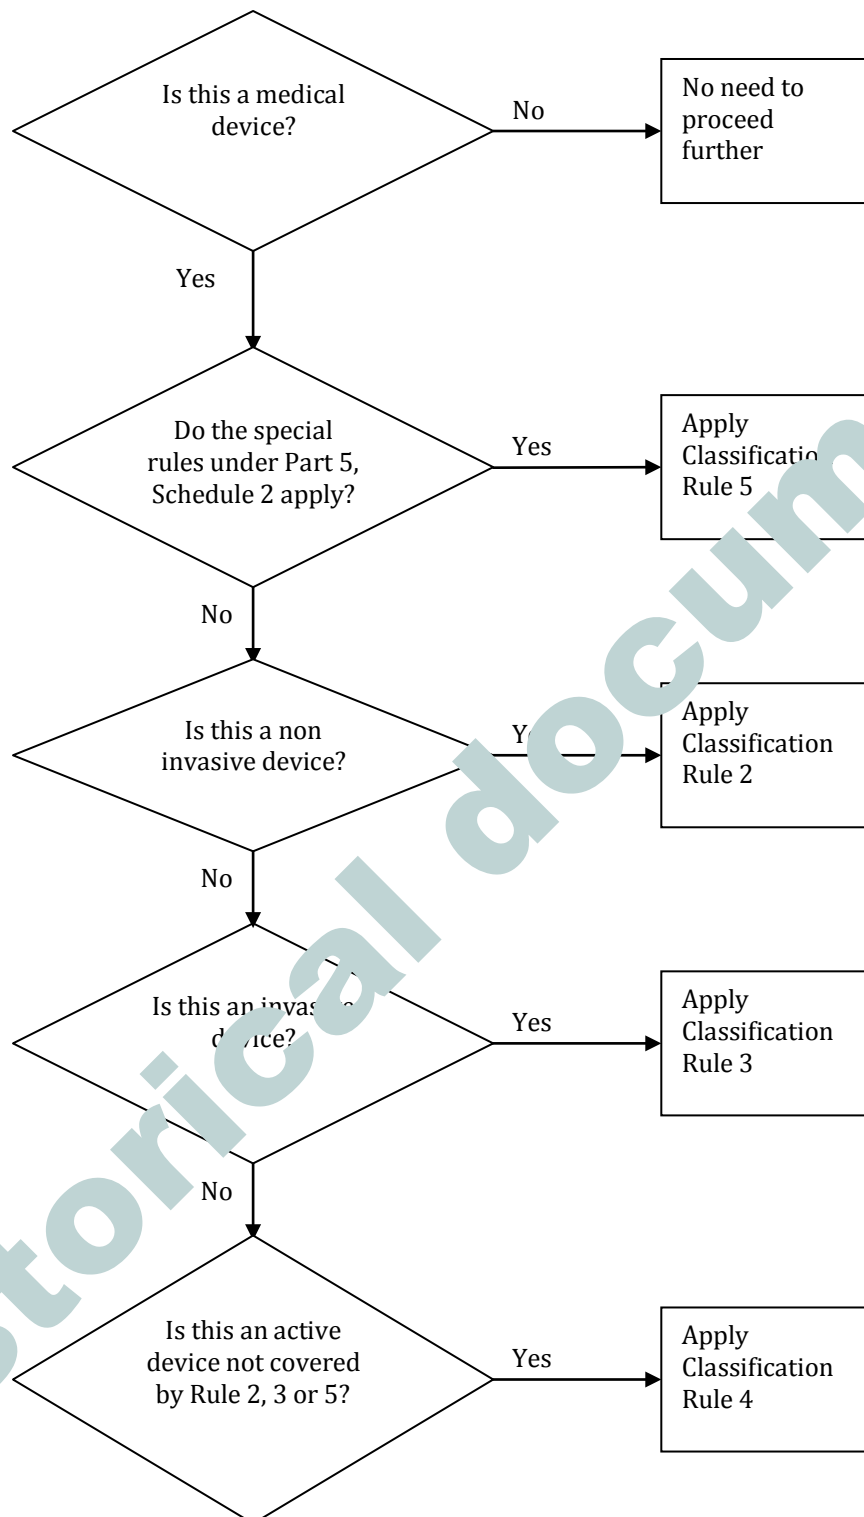 Is this a medical
device?
No
No need to
proceed
further
Yes
Do the special
rules under Part 5,
Schedule 2 apply?
Yes
Apply
Classification
Rule 5
No
Is this a non
invasive device?
Yes
Apply
Classification
Rule 2
No
Is this an invasive
device?
Yes
Apply
Classification
Rule 3
No
Is this an active
device not covered
by Rule 2, 3 or 5?
Yes
Apply
Classification
Rule 4